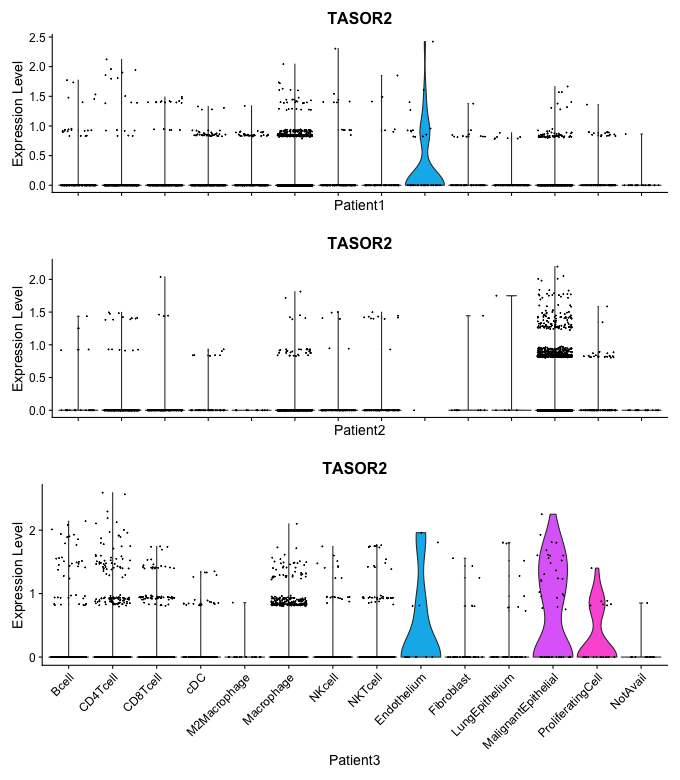 TASOR2
Expression Level
2.5
2.0
1.5
1.0
0.5
0.0
Patient1
TASOR2
Expression Level
2.0
1.5
1.0
0.5
0.0
Patient2
TASOR2
Expression Level
2
1
0
Bcell
CD4Tcell
CD8Tcell
cDC
M2Macrophage
Macrophage
NKcell
NKTcell
Endothelium
Fibroblast
LungEpithelium
MalignantEpithelial
ProliferatingCell
NotAvail
Patient3